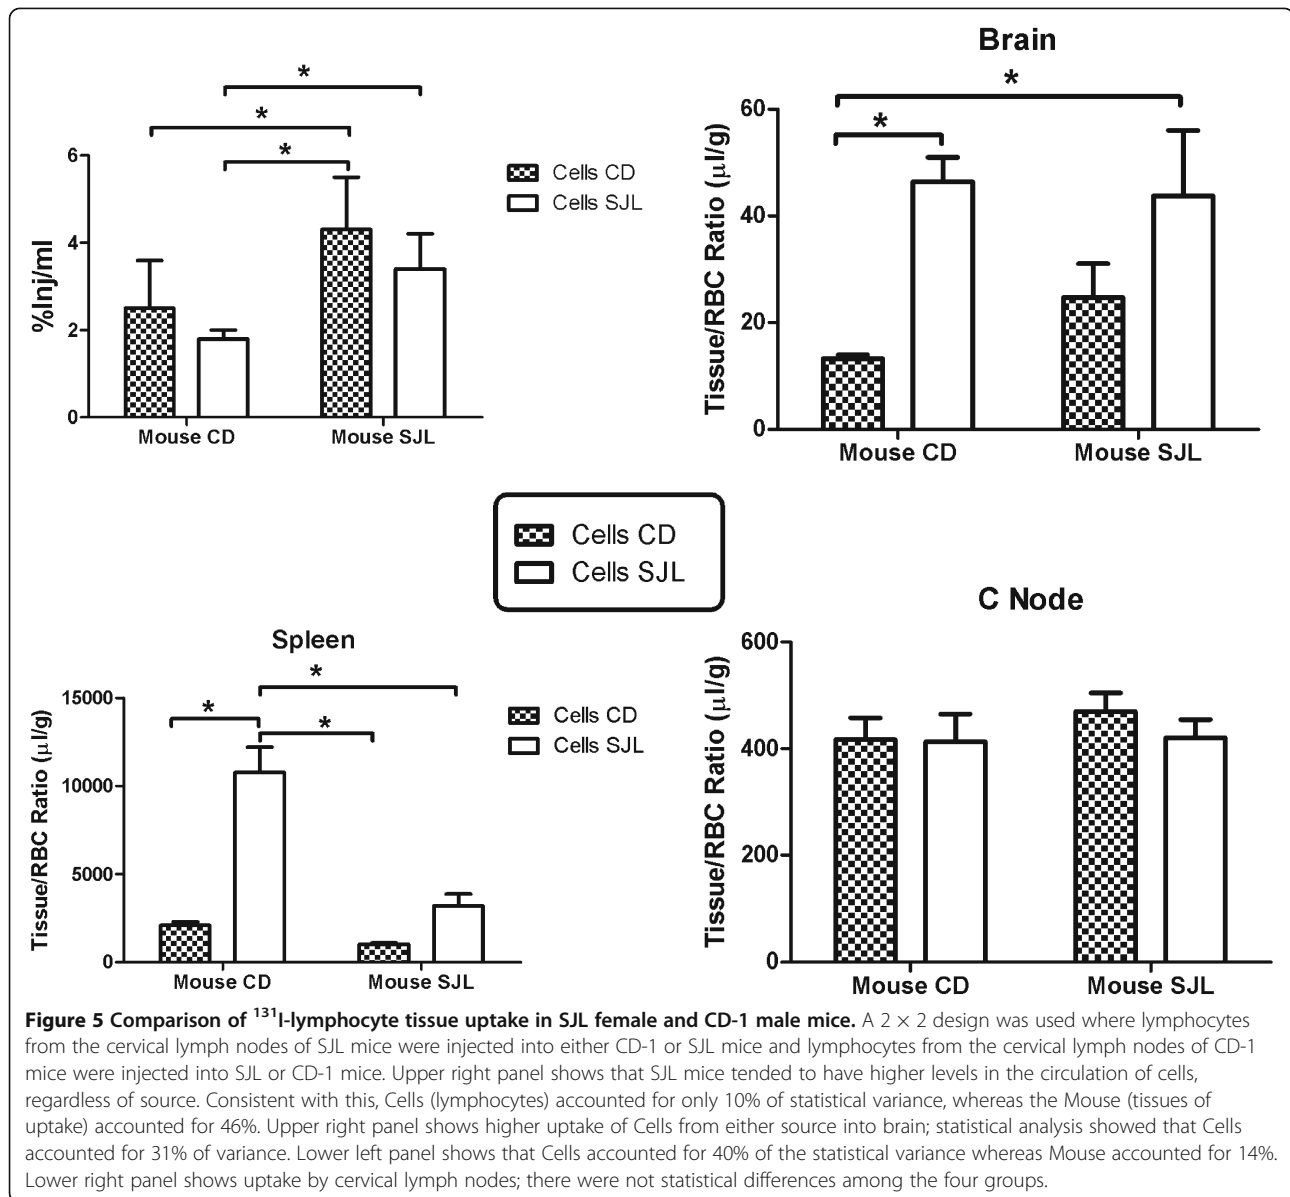 *
*
*
6
4
2
0
%Inj/ml
Mouse CD
Mouse SJL
Cells CD
Cells SJL
Brain
*
*
60
40
20
0
Tissue/RBC Ratio (µl/g)
Mouse CD
Mouse SJL
Cells CD
Cells SJL
Spleen
*
*
*
15000
10000
5000
0
Tissue/RBC Ratio (µl/g)
Mouse CD
Mouse SJL
Cells CD
Cells SJL
C Node
600
400
200
0
Tissue/RBC Ratio (µl/g)
Mouse CD
Mouse SJL
Figure 5 Comparison of ¹³¹I-lymphocyte tissue uptake in SJL female and CD-1 male mice. A 2 × 2 design was used where lymphocytes
from the cervical lymph nodes of SJL mice were injected into either CD-1 or SJL mice and lymphocytes from the cervical lymph nodes of CD-1
mice were injected into SJL or CD-1 mice. Upper right panel shows that SJL mice tended to have higher levels in the circulation of cells,
regardless of source. Consistent with this, Cells (lymphocytes) accounted for only 10% of statistical variance, whereas the Mouse (tissues of
uptake) accounted for 46%. Upper right panel shows higher uptake of Cells from either source into brain; statistical analysis showed that Cells
accounted for 31% of variance. Lower left panel shows that Cells accounted for 40% of the statistical variance whereas Mouse accounted for 14%.
Lower right panel shows uptake by cervical lymph nodes; there were not statistical differences among the four groups.